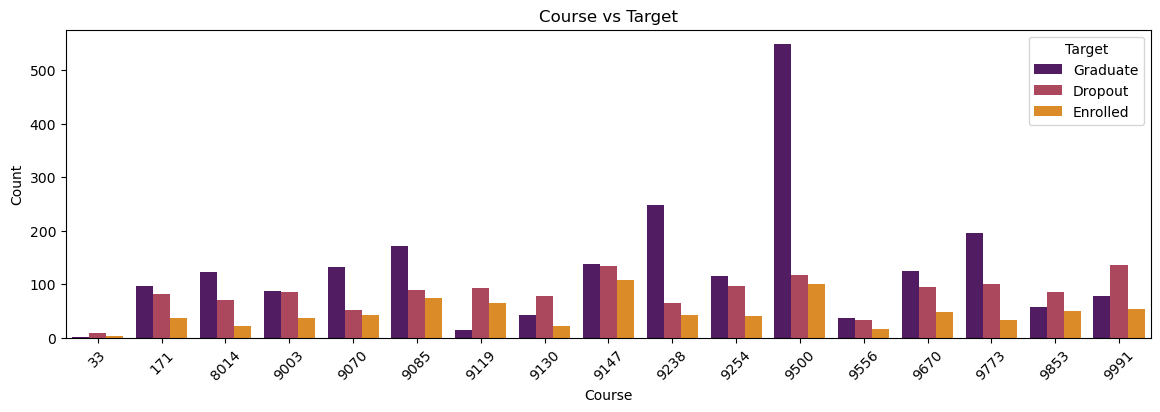 Course vs Target
Target
Graduate
Dropout
Enrolled
Count
500
400
300
200
100
0
33 171 8014 9003 9070 9085 9119 9130 9147 9238 9254 9500 9556 9670 9773 9853 9991
Course